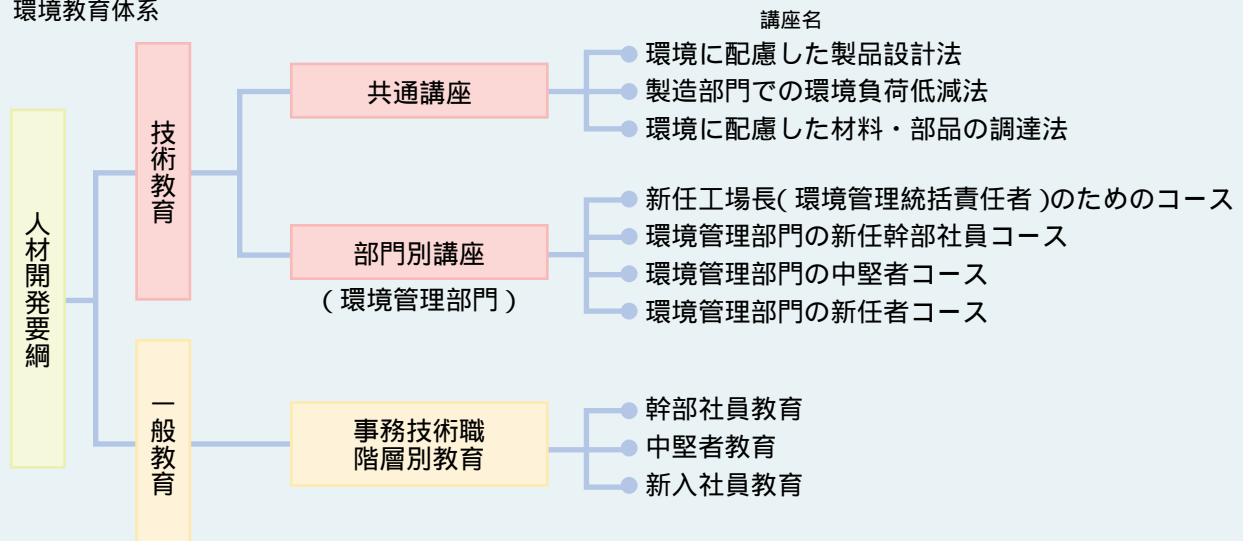 環境教育体系
講座名
人材開発要綱
技術教育
共通講座
環境に配慮した製品設計法
製造部門での環境負荷低減法
環境に配慮した材料・部品の調達法
部門別講座
(環境管理部門)
新任工場長(環境管理統括責任者)のためのコース
環境管理部門の新任幹部社員コース
環境管理部門の中堅者コース
環境管理部門の新任者コース
一般教育
事務技術職
階層別教育
幹部社員教育
中堅者教育
新入社員教育